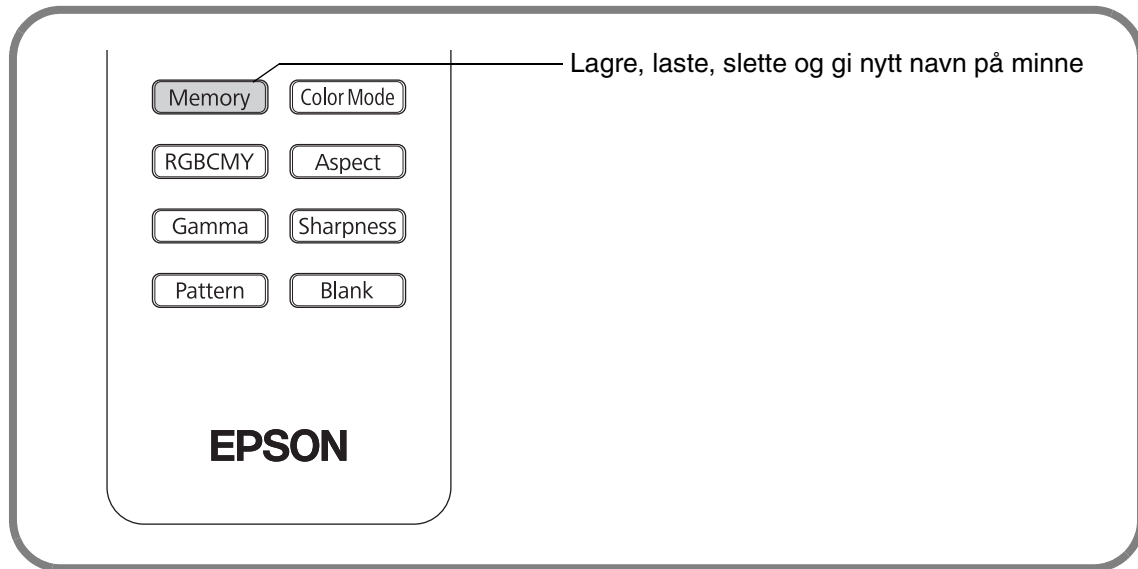 Lagre, laste, slette og gi nytt navn på minne
Memory Color Mode
RGBCMY Aspect
Gamma Sharpness
Pattern Blank
EPSON